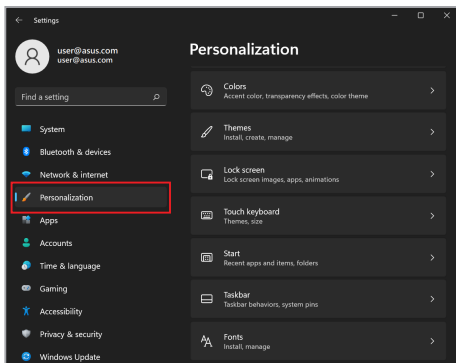 Settings
user@asus.com
user@asus.com
Find a setting
System
Bluetooth & devices
Network & internet
Personalization
Apps
Accounts
Time & language
Gaming
Accessibility
Privacy & security
Windows Update
Personalization
Colors
Accent color, transparency effects, color theme
Themes
Install, create, manage
Lock screen
Lock screen images, apps, animations
Touch keyboard
Themes, size
Start
Recent apps and items, folders
Taskbar
Taskbar behaviors, system pins
Fonts
Install, manage